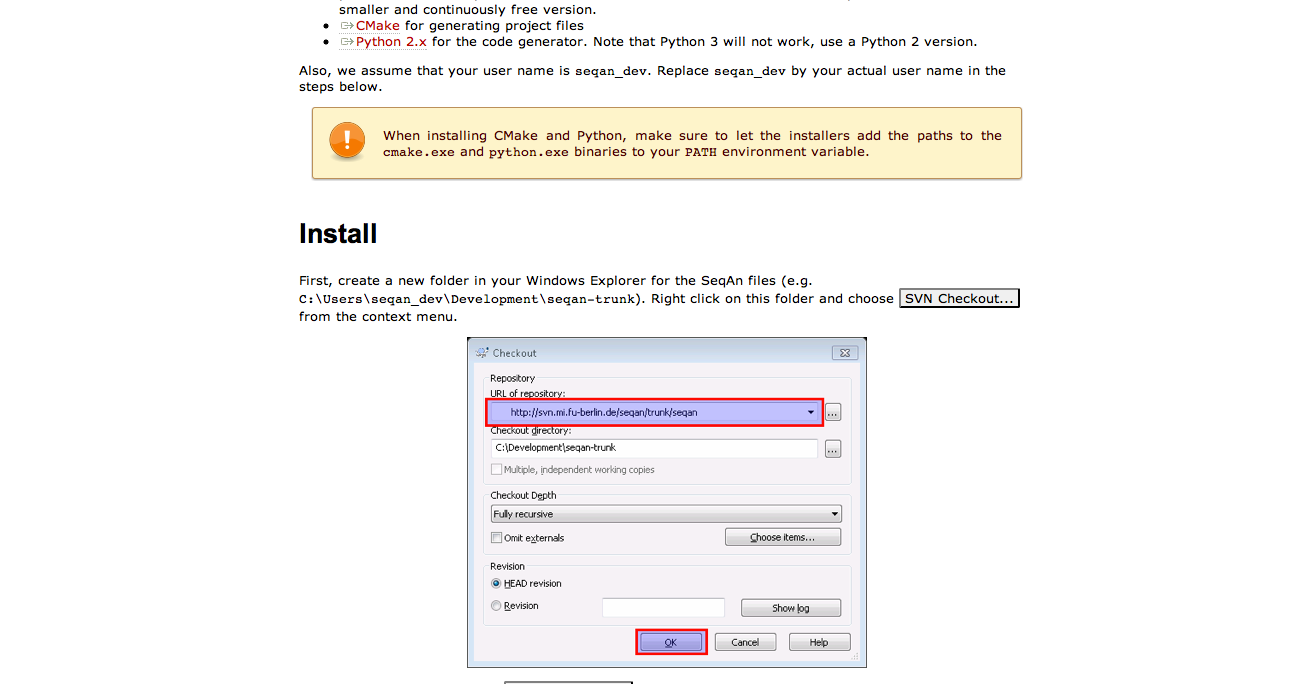 smaller and continuously free version.
CMake for generating project files
Python 2.x for the code generator. Note that Python 3 will not work, use a Python 2 version.
Also, we assume that your user name is seqan_dev. Replace seqan_dev by your actual user name in the
steps below.
When installing CMake and Python, make sure to let the installers add the paths to the
cmake.exe and python.exe binaries to your PATH environment variable.
Install
First, create a new folder in your Windows Explorer for the SeqAn files (e.g.
C:\Users\seqan_dev\Development\seqan-trunk). Right click on this folder and choose SVN Checkout...
from the context menu.
Checkout
Repository
URL of repository:
http://svn.mi.fu-berlin.de/seqan/trunk/seqan
...
Checkout directory:
C:\Development\seqan-trunk
...
Multiple, independent working copies
Checkout Depth
Fully recursive
Omit externals
Choose items...
Revision
HEAD revision
Revision
Show log
OK
Cancel
Help